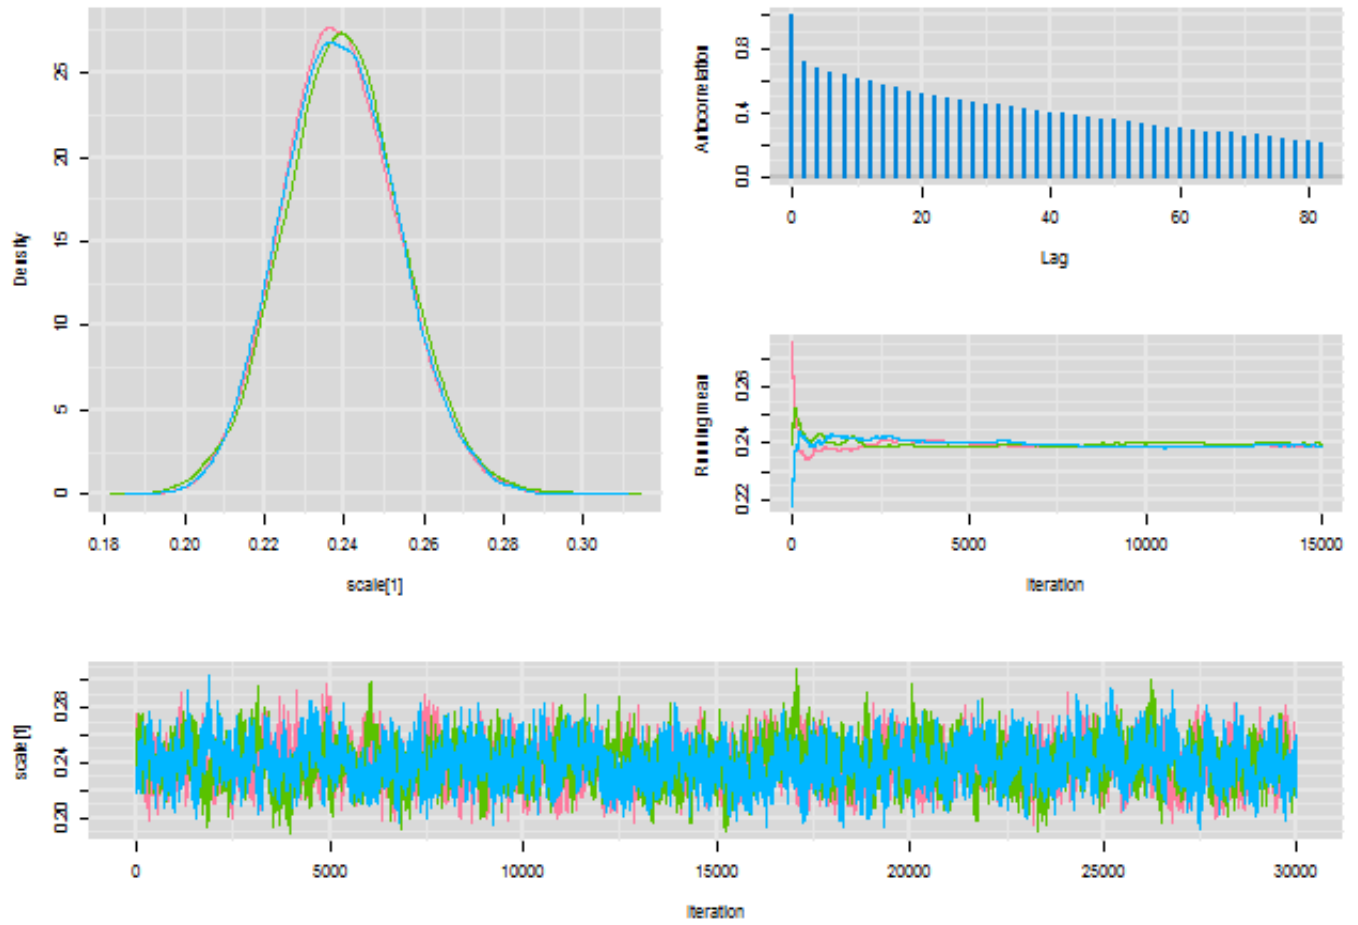 Density
0
5
10
15
20
25
0.18 0.20 0.22 0.24 0.26 0.28 0.30
scale[1]
Autocorrelation
0.0 0.4 0.8
0 20 40 60 80
Lag
Running mean
0.22 0.24 0.26
0 5000 10000 15000
Iteration
scale[1]
0.20 0.24 0.28
0 5000 10000 15000 20000 25000 30000
Iteration